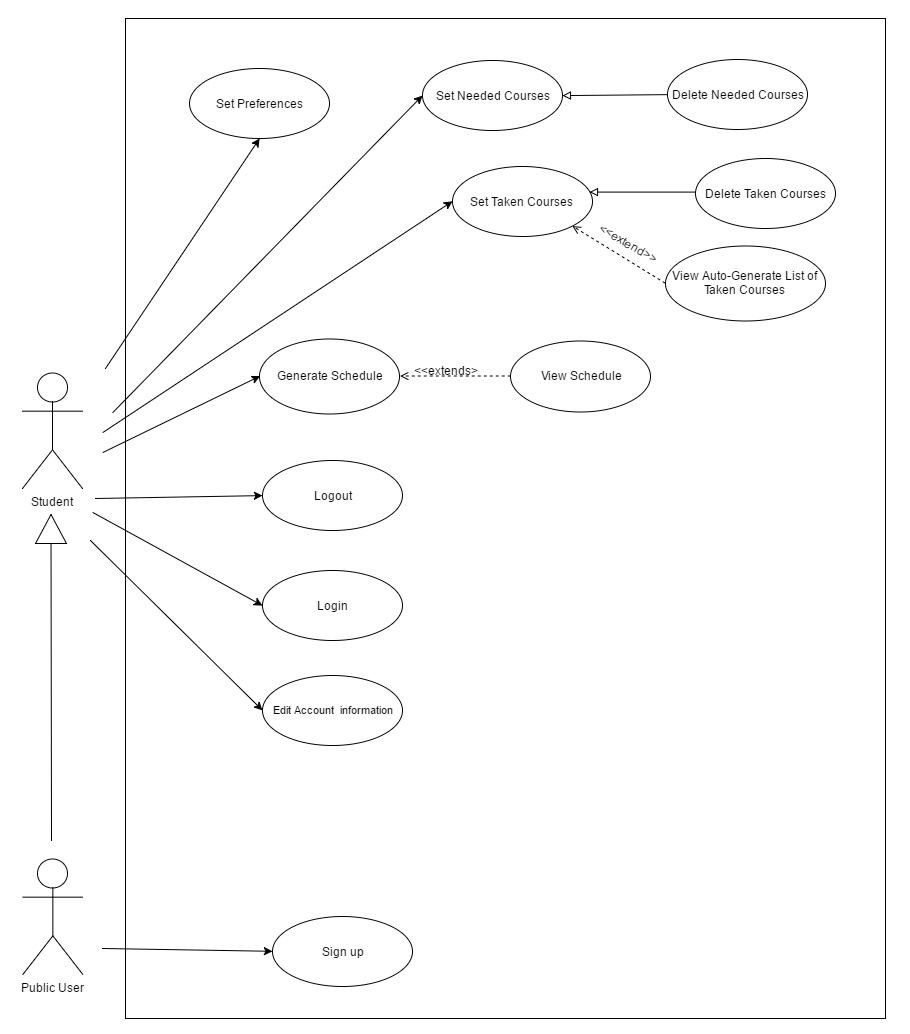 Set Preferences
Set Needed Courses
Delete Needed Courses
Set Taken Courses
Delete Taken Courses
<<extend>>
View Auto-Generate List of
Taken Courses
Generate Schedule
<<extends>
View Schedule
Student
Logout
Login
Edit Account  information
Public User
Sign up